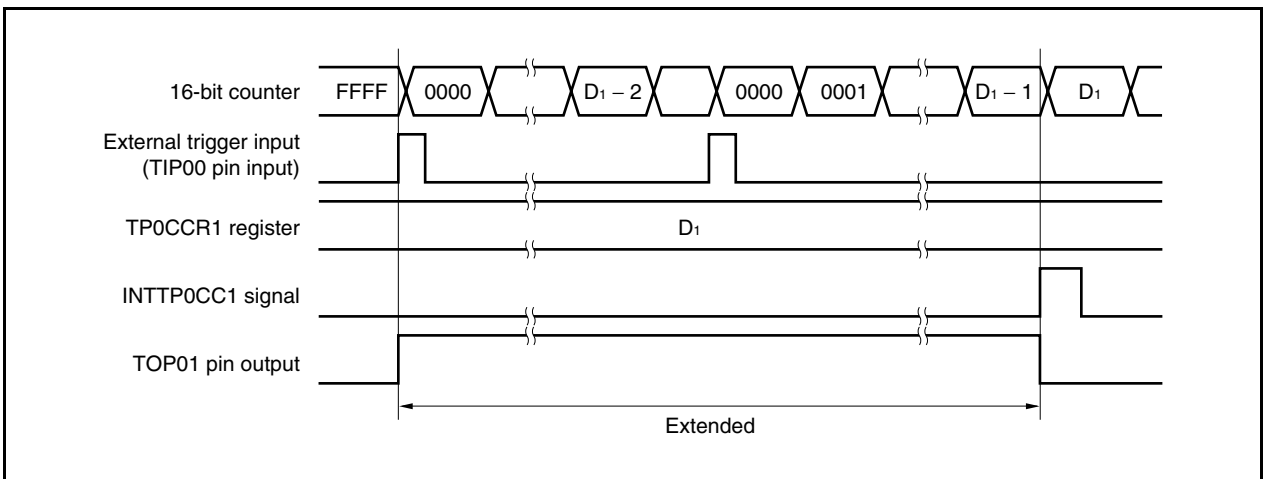 16-bit counter FFFF 0000 D₁ − 2 0000 0001 D₁ − 1 D₁
External trigger input
(TIP00 pin input)
TP0CCR1 register D₁
INTTP0CC1 signal
TOP01 pin output
Extended